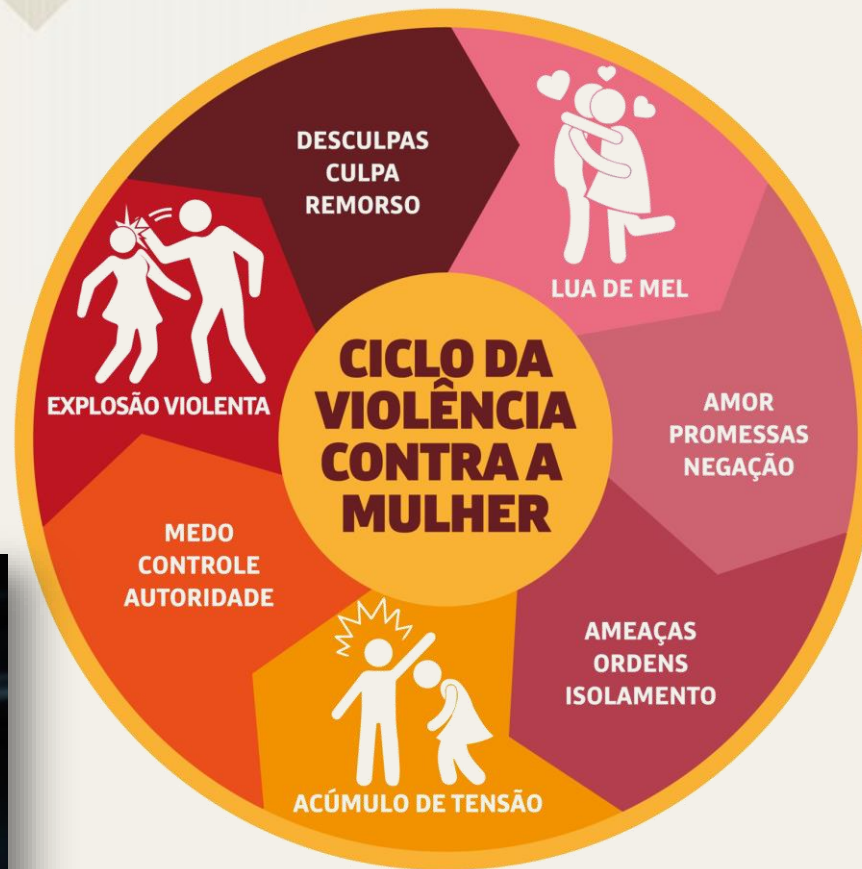 CICLO DA
VIOLÊNCIA
CONTRA A
MULHER
LUA DE MEL
AMOR
PROMESSAS
NEGAÇÃO
AMEAÇAS
ORDENS
ISOLAMENTO
ACÚMULO DE TENSÃO
MEDO
CONTROLE
AUTORIDADE
EXPLOSÃO VIOLENTA
DESCULPAS
CULPA
REMORSO